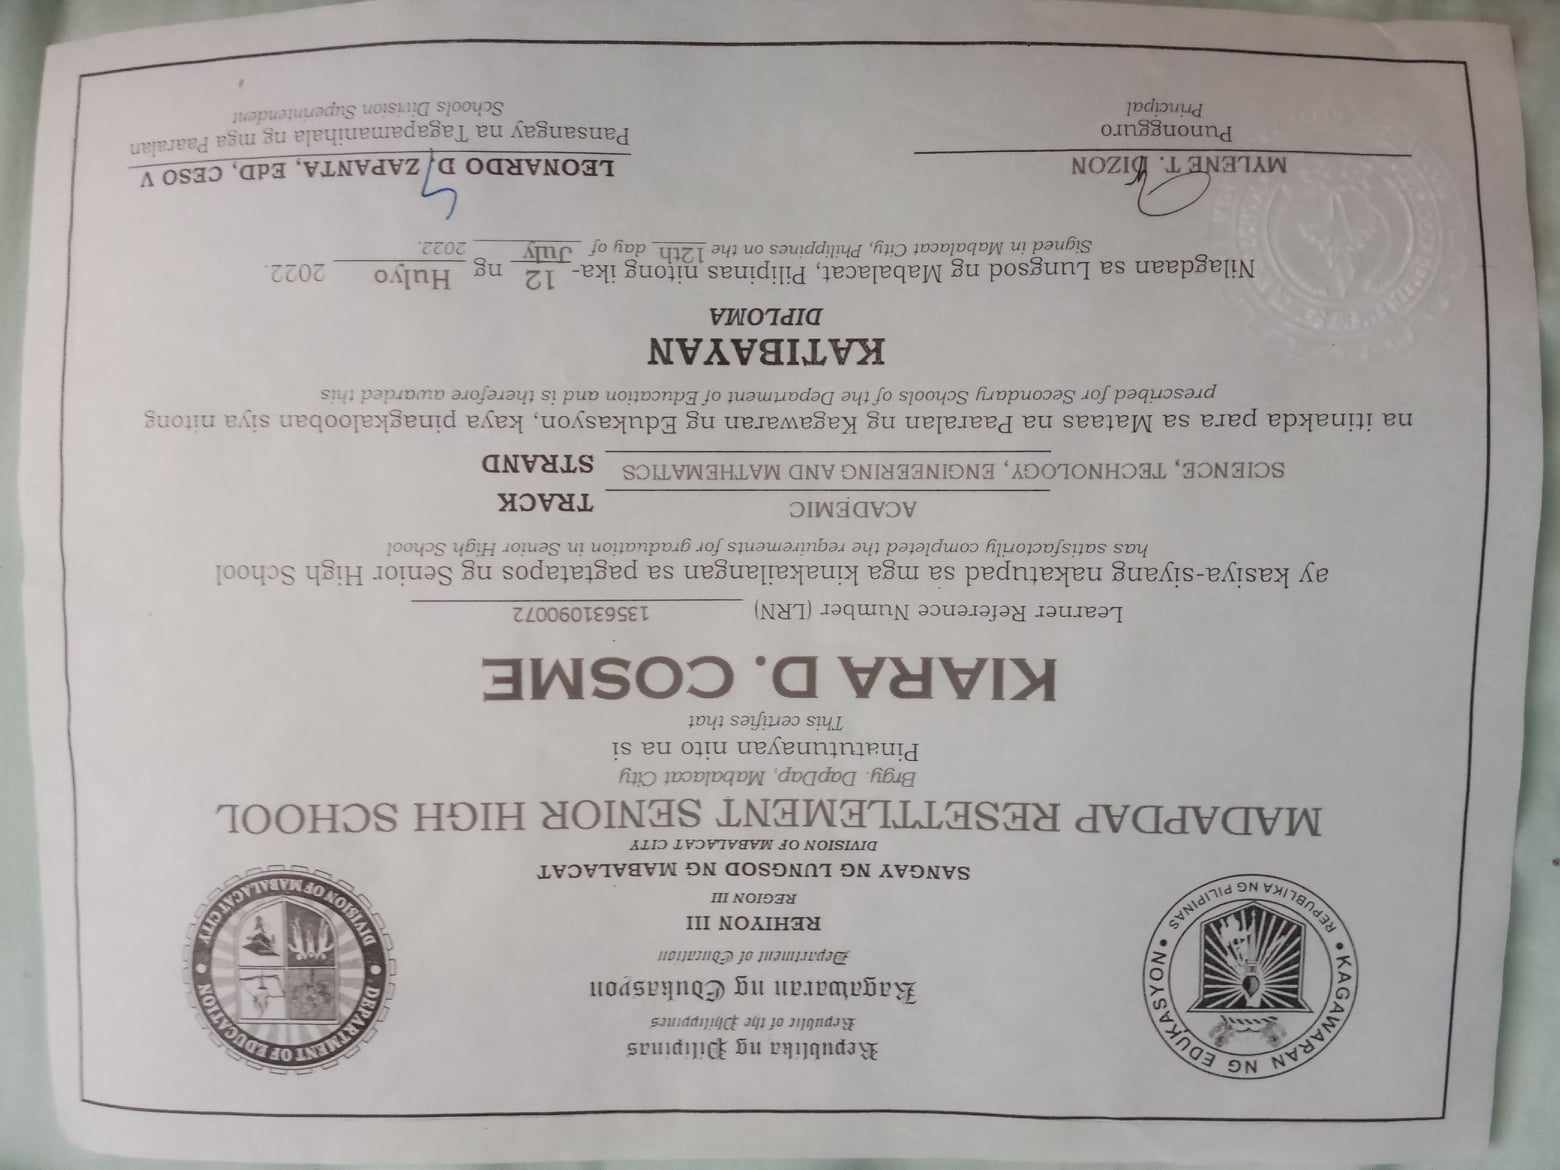 KAGAWARAN NG EDUKASYON
REPUBLIKA NG PILIPINAS
DEPARTMENT OF EDUCATION
DIVISION OF MABALACAT CITY
Republika ng Pilipinas
Republic of the Philippines
Kagawaran ng Edukasyon
Department of Education
REHIYON III
REGION III
SANGAY NG LUNGSOD NG MABALACAT
DIVISION OF MABALACAT CITY
MADAPDAP RESETTLEMENT SENIOR HIGH SCHOOL
Brgy. DapDap, Mabalacat City
Pinatutunayan nito na si
This certifies that
KIARA D. COSME
Learner Reference Number (LRN) 135631090072
ay kasiya-siyang nakatupad sa mga kinakailangan sa pagtatapos ng Senior High School
has satisfactorily completed the requirements for graduation in Senior High School
ACADEMIC TRACK
SCIENCE, TECHNOLOGY, ENGINEERING AND MATHEMATICS STRAND
na itinakda para sa Mataas na Paaralan ng Kagawaran ng Edukasyon, kaya pinagkalooban siya nitong
prescribed for Secondary Schools of the Department of Education and is therefore awarded this
KATIBAYAN
DIPLOMA
Nilagdaan sa Lungsod ng Mabalacat, Pilipinas nitong ika- 12 ng Hulyo 2022.
Signed in Mabalacat City, Philippines on the 12th day of July 2022.
MYLENE T. DIZON
Punongguro
Principal
LEONARDO D. ZAPANTA, EdD, CESO V
Pansangay na Tagapamanihala ng mga Paaralan
Schools Division Superintendent